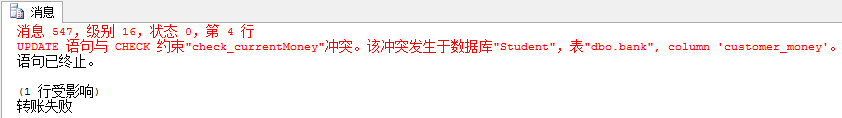 消息
消息 547，级别 16，状态 0，第 4 行
UPDATE 语句与 CHECK 约束"check_currentMoney"冲突。该冲突发生于数据库"Student"，表"dbo.bank", column 'customer_money'。
语句已终止。
(1 行受影响)
转账失败